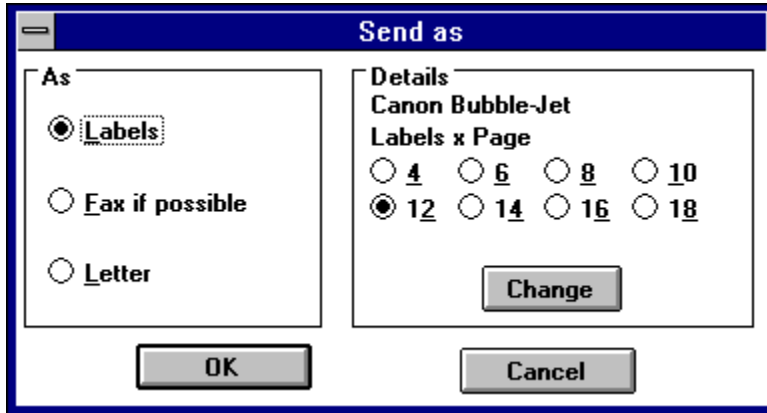 Send as
As
Labels
Fax if possible
Letter
Details
Canon Bubble-Jet
Labels x Page
4 6 8 10
12 14 16 18
Change
OK
Cancel